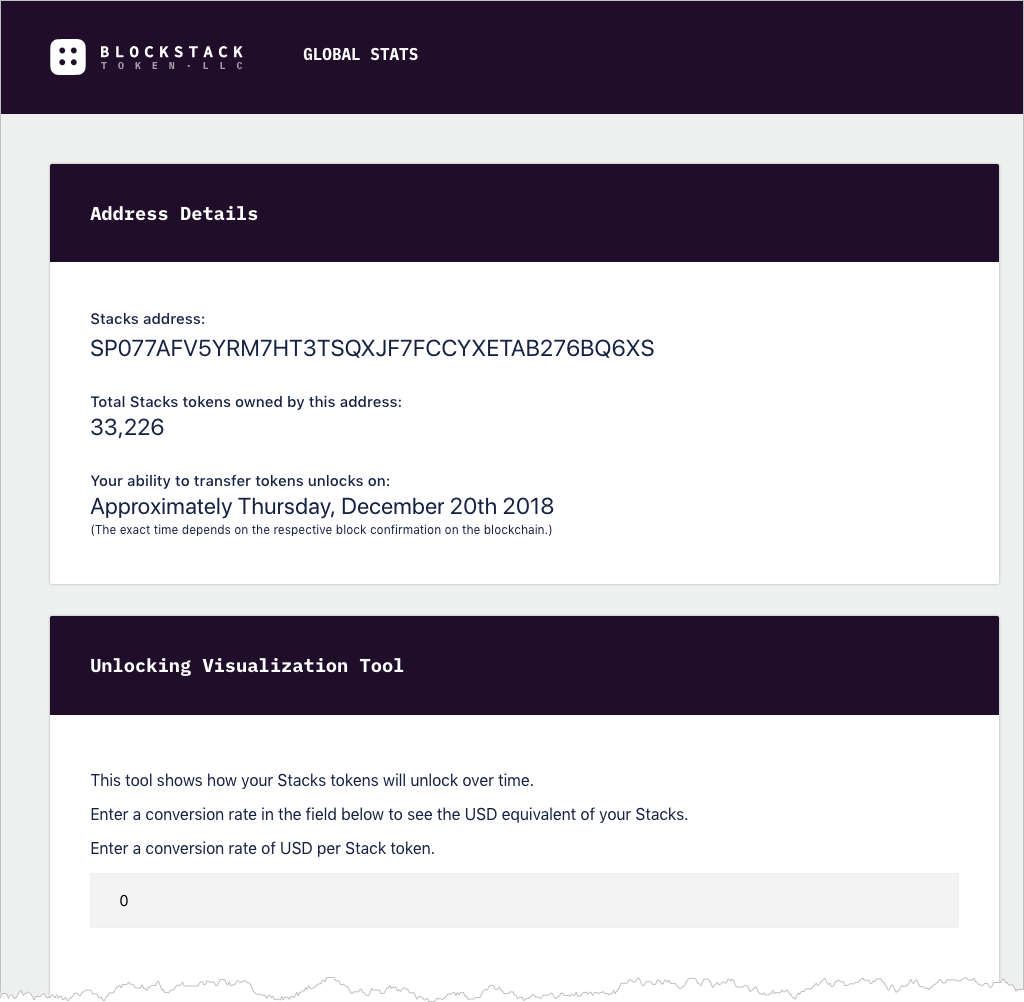 BLOCKSTACK
TOKEN·LLC
GLOBAL STATS
Address Details
Stacks address:
SP077AFV5YRM7HT3TSQXJF7FCCYXETAB276BQ6XS
Total Stacks tokens owned by this address:
33,226
Your ability to transfer tokens unlocks on:
Approximately Thursday, December 20th 2018
(The exact time depends on the respective block confirmation on the blockchain.)
Unlocking Visualization Tool
This tool shows how your Stacks tokens will unlock over time.
Enter a conversion rate in the field below to see the USD equivalent of your Stacks.
Enter a conversion rate of USD per Stack token.
0